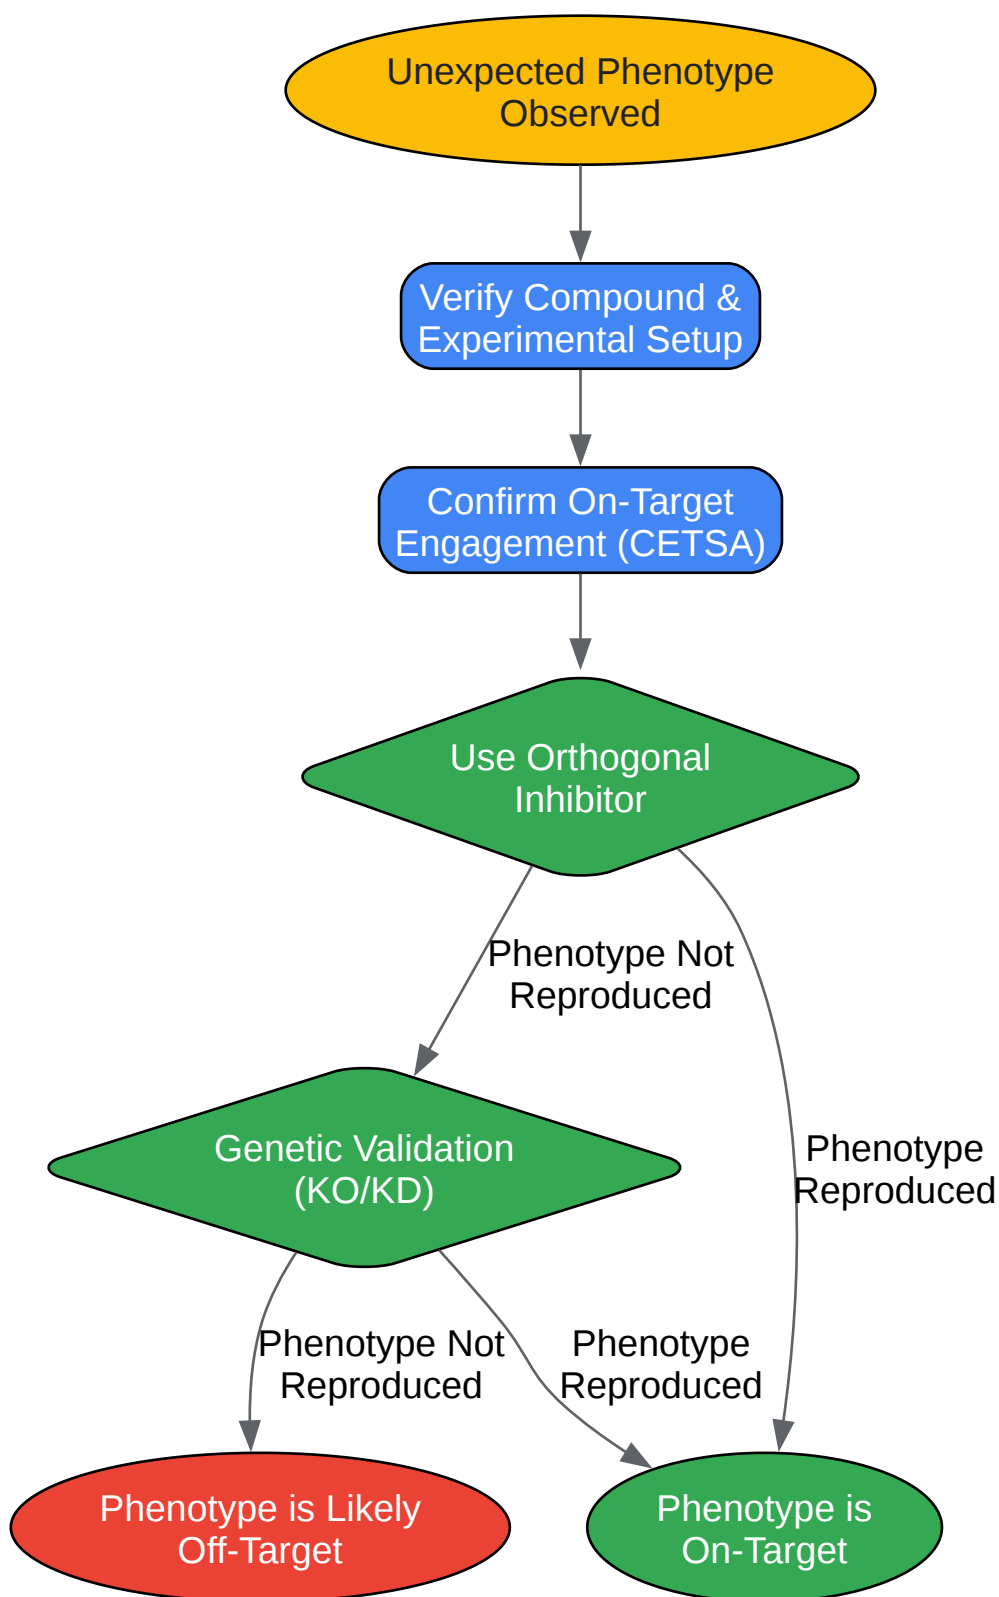 Unexpected Phenotype
Observed
Verify Compound &
Experimental Setup
Confirm On-Target
Engagement (CETSA)
Use Orthogonal
Inhibitor
Phenotype Not
Reproduced
Genetic Validation
(KO/KD)
Phenotype
Reproduced
Phenotype Not
Reproduced
Phenotype
Reproduced
Phenotype is Likely
Off-Target
Phenotype is
On-Target